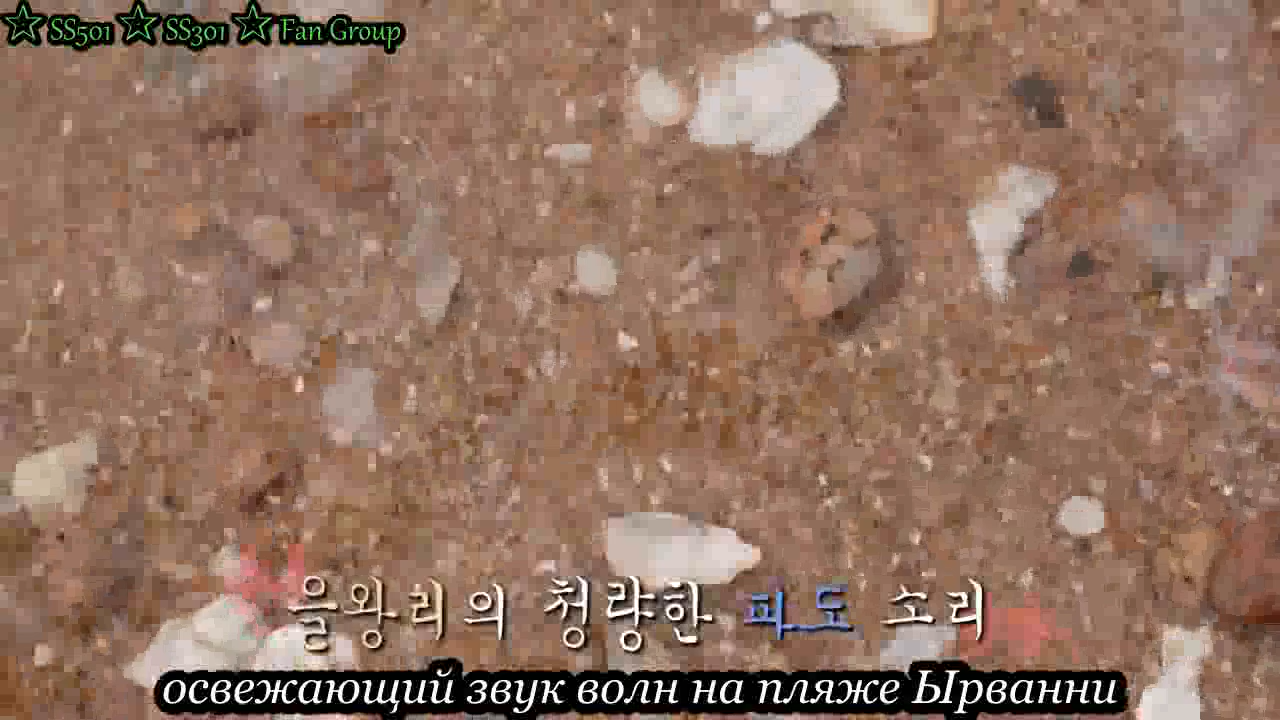 ☆ SS501 ☆ SS301 ☆ Fan Group
을왕리의 청량한 파도 소리
освежающий звук волн на пляже Ырванни